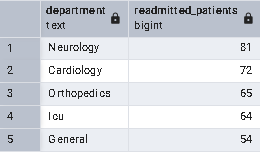 department readmitted_patients
text bigint
1 Neurology 81
2 Cardiology 72
3 Orthopedics 65
4 Icu 64
5 General 54